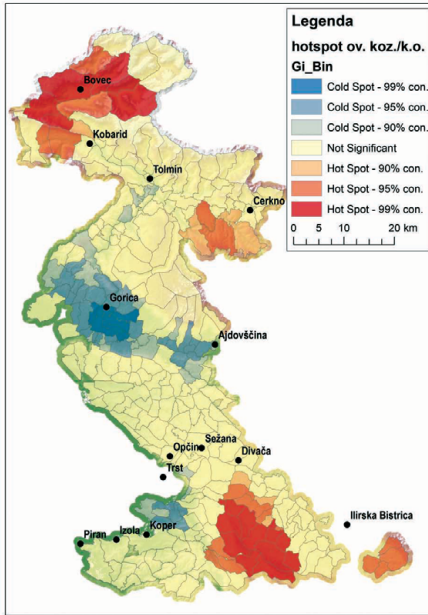 Legenda
hotspot ov. koz./k.o.
Gi_Bin
Cold Spot - 99% con.
Cold Spot - 95% con.
Cold Spot - 90% con.
Not Significant
Hot Spot - 90% con.
Hot Spot - 95% con.
Hot Spot - 99% con.
0 5 10 20 km
Bovec
Kobarid
Tolmin
Cerkno
Gorica
Ajdovščina
Sežana
Općin
Divača
Trst
Ilirska Bistrica
Koper
Izola
Piran